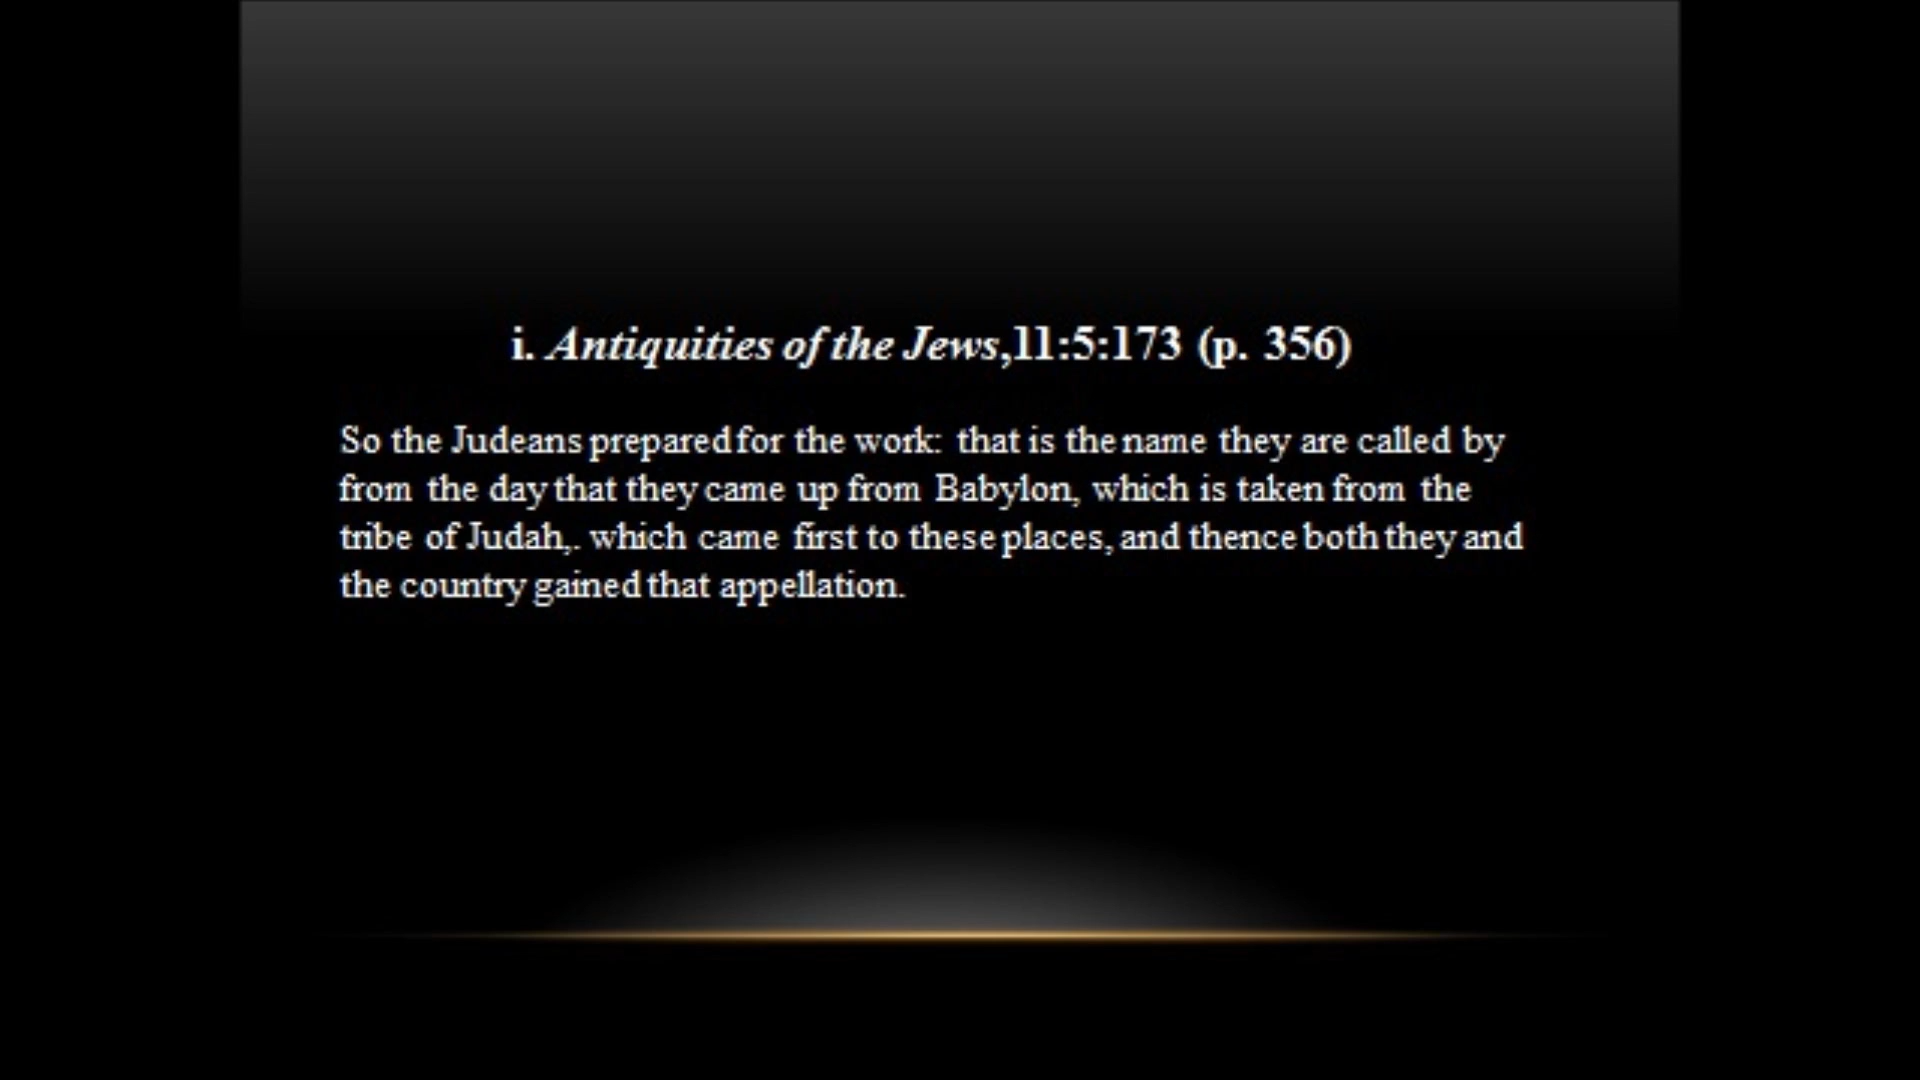 i. Antiquities of the Jews,11:5:173 (p. 356)
So the Judeans prepared for the work: that is the name they are called by
from the day that they came up from Babylon, which is taken from the
tribe of Judah,. which came first to these places, and thence both they and
the country gained that appellation.